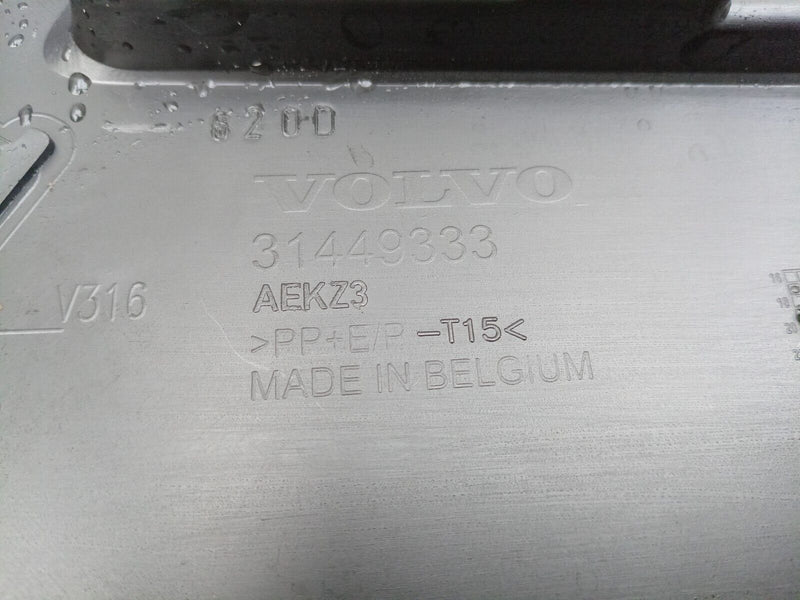 6200
VOLVO
31449333
V316
AEKZ3
>PP+E/P-T15<
MADE IN BELGIUM